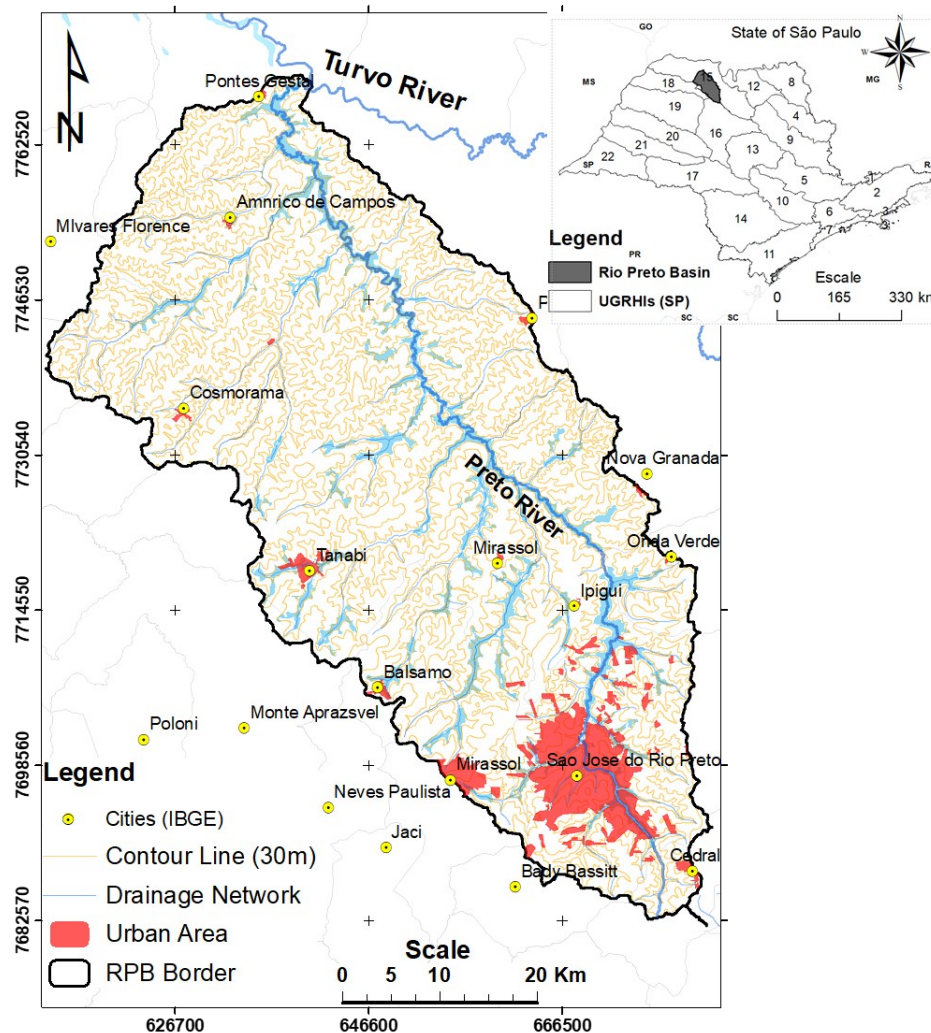 GO
State of São Paulo
N
W
E
S
MS
MG
15
18
12
8
19
4
16
9
20
13
21
22
SP
5
1
17
2
10
6
3
14
7
3
11
R
Legend
PR
Rio Preto Basin
UGRHIs (SP)
Escale
0 165 330 km
SC SC
N
Turvo River
Pontes Gestal
Amnrico de Campos
Mlvares Florence
Cosmorama
Nova Granada
Preto River
Onda Verde
Tanabi
Mirassol
Ipigui
Balsamo
Poloni
Monte Aprazsvel
Mirassol
Sao Jose do Rio Preto
Neves Paulista
Jaci
Bady Bassitt
Cedral
Legend
Cities (IBGE)
Contour Line (30m)
Drainage Network
Urban Area
RPB Border
Scale
0 5 10 20 Km
7762520
7746530
7730540
7714550
7698560
7682570
626700
646600
666500